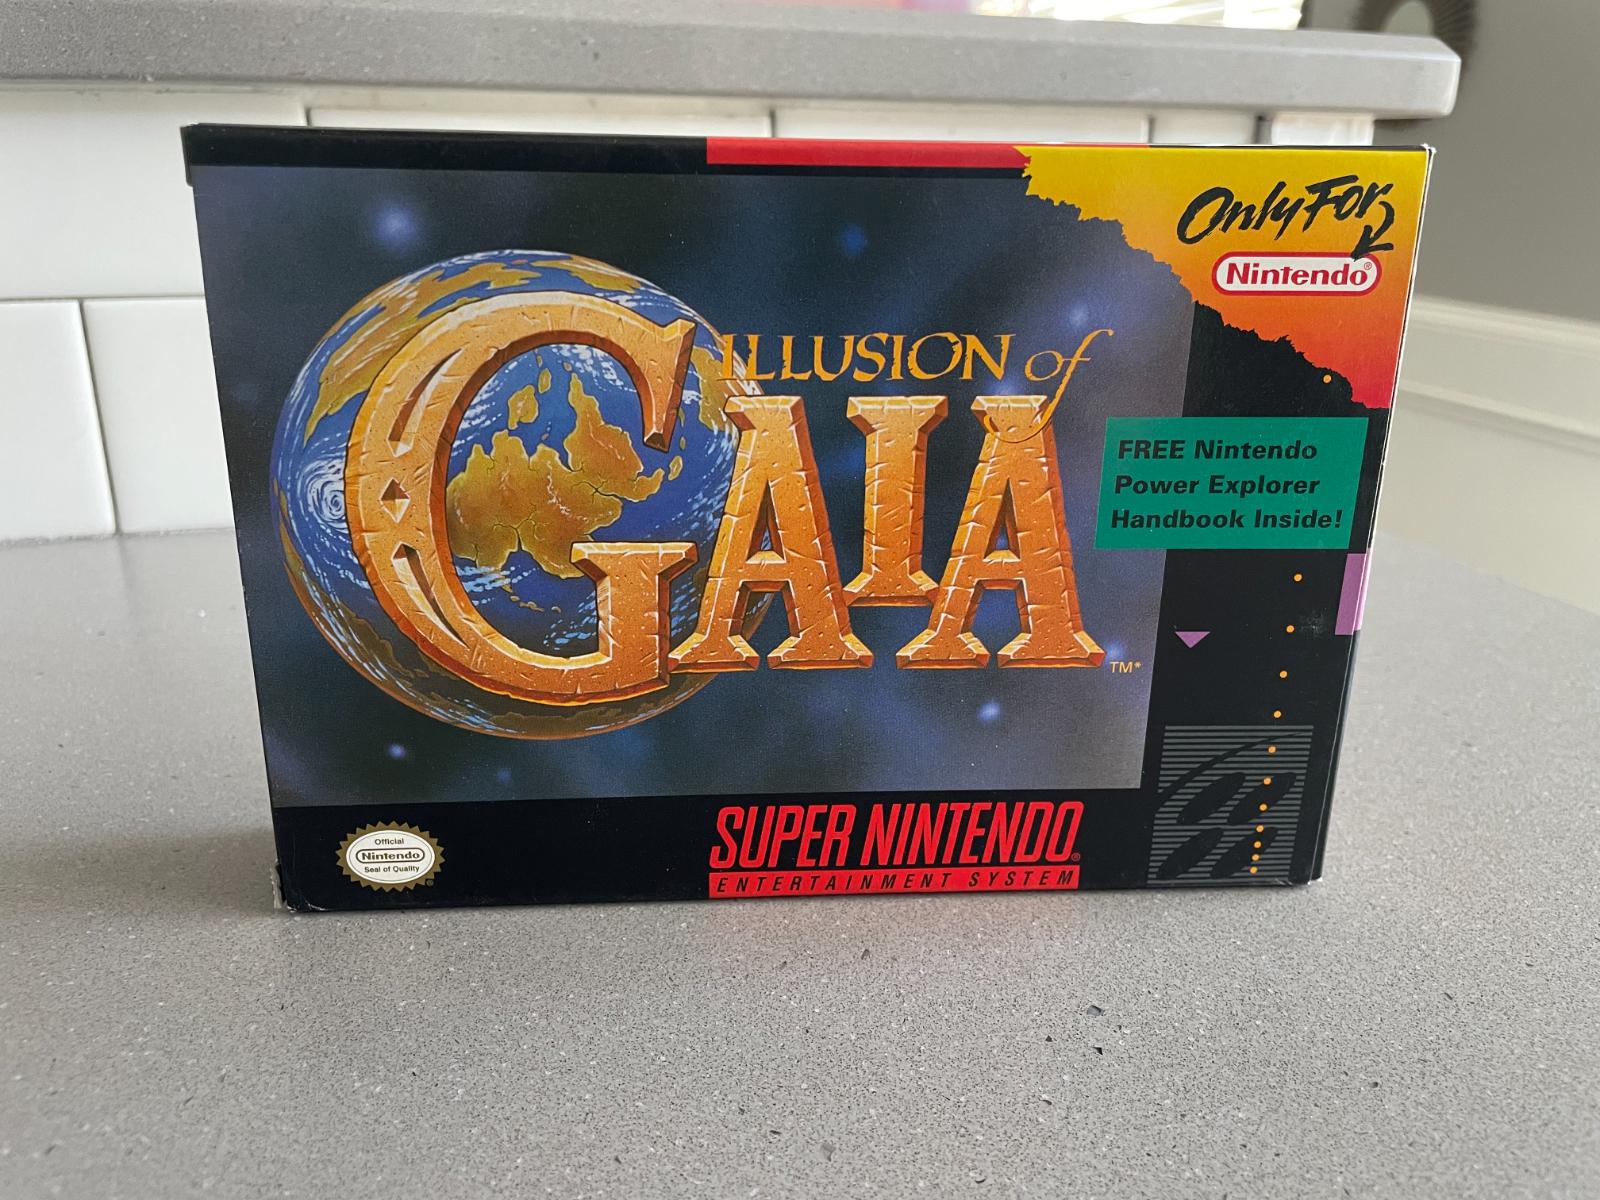 Only For
Nintendo®
ILLUSION of
GAIA
TM*
FREE Nintendo
Power Explorer
Handbook Inside!
Official
Nintendo
Seal of Quality
®
SUPER NINTENDO®
ENTERTAINMENT SYSTEM